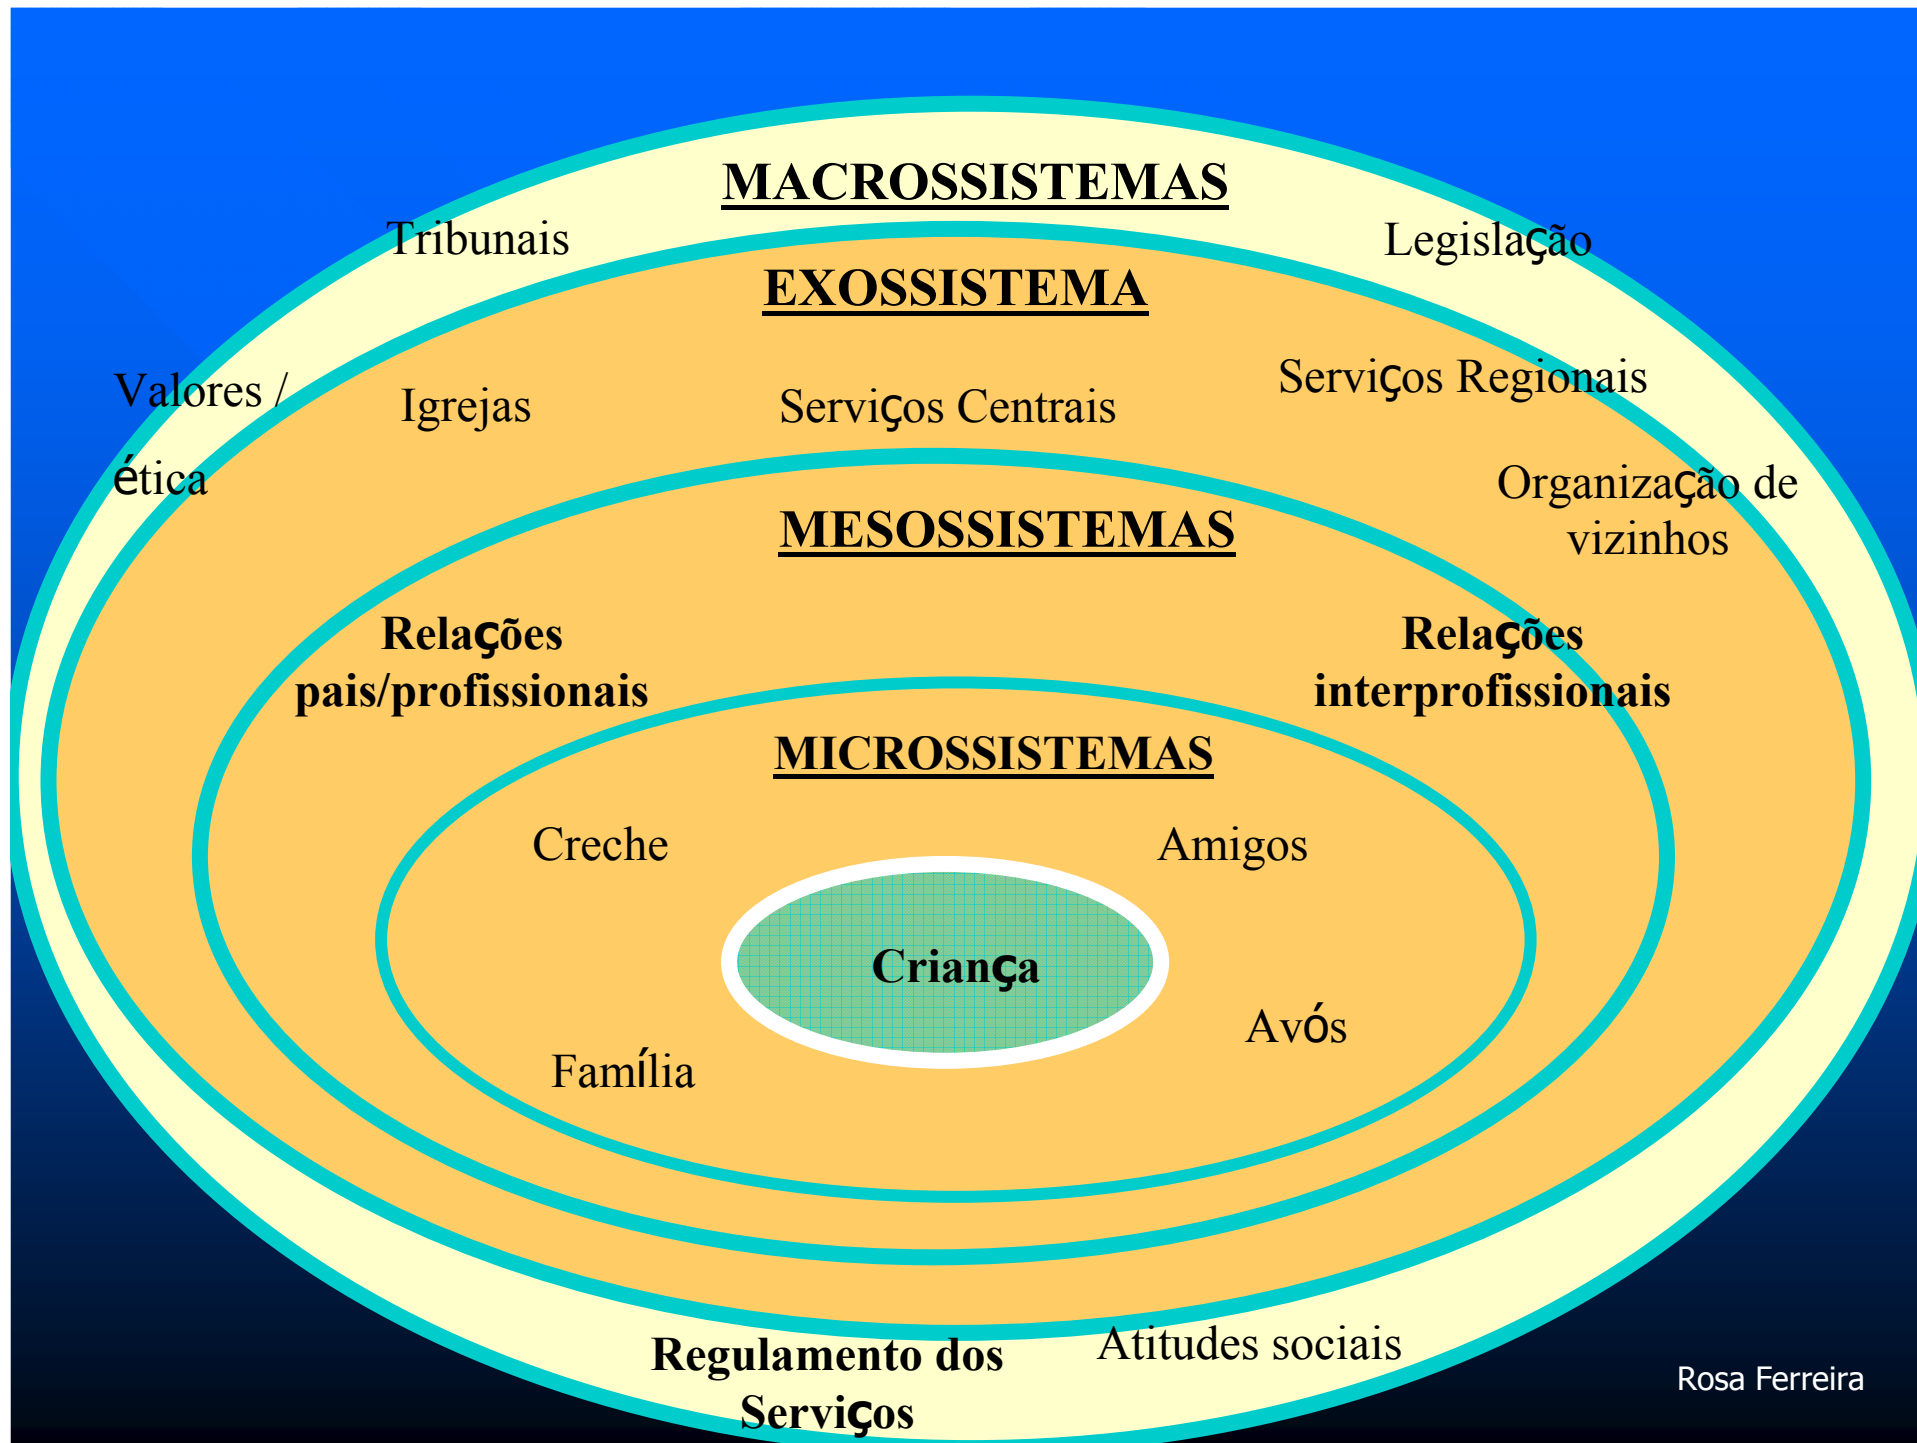 MACROSSISTEMAS
Tribunais
Legislação
EXOSSISTEMA
Valores /
ética
Igrejas
Serviços Centrais
Serviços Regionais
Organização de
vizinhos
MESOSSISTEMAS
Relações
pais/profissionais
Relações
interprofissionais
MICROSSISTEMAS
Creche
Amigos
Criança
Avós
Família
Regulamento dos
Serviços
Atitudes sociais
Rosa Ferreira